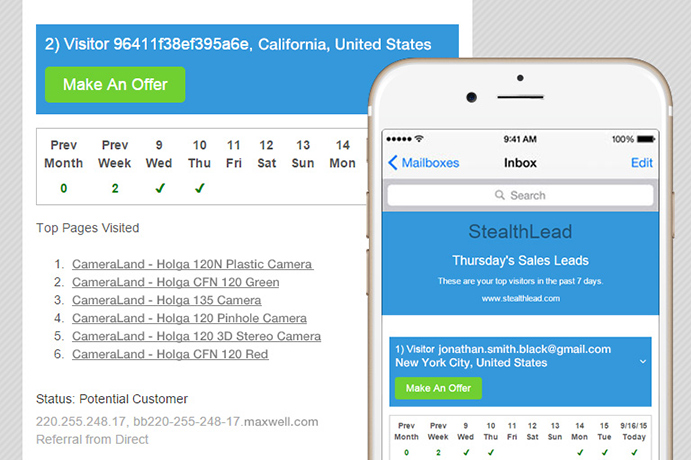 2) Visitor 96411f38ef395a6e, California, United States
Make An Offer
Prev Prev 9 10 11 12 13 14
Month Week Wed Thu Fri Sat Sun Mon
0 2 ✔ ✔
Top Pages Visited
1. CameraLand - Holga 120N Plastic Camera
2. CameraLand - Holga CFN 120 Green
3. CameraLand - Holga 135 Camera
4. CameraLand - Holga 120 Pinhole Camera
5. CameraLand - Holga 120 3D Stereo Camera
6. CameraLand - Holga CFN 120 Red
Status: Potential Customer
220.255.248.17, bb220-255-248-17.maxwell.com
Referral from Direct
9:41 AM 100%
Mailboxes Inbox Edit
Search
StealthLead
Thursday's Sales Leads
These are your top visitors in the past 7 days.
www.stealthlead.com
1) Visitor jonathan.smith.black@gmail.com
New York City, United States
Make An Offer
Prev Prev 9 10 11 12 13 14 15 9/16/15
Month Week Wed Thu Fri Sat Sun Mon Tue Today
0 2 ✔ ✔ ✔ ✔ ✔